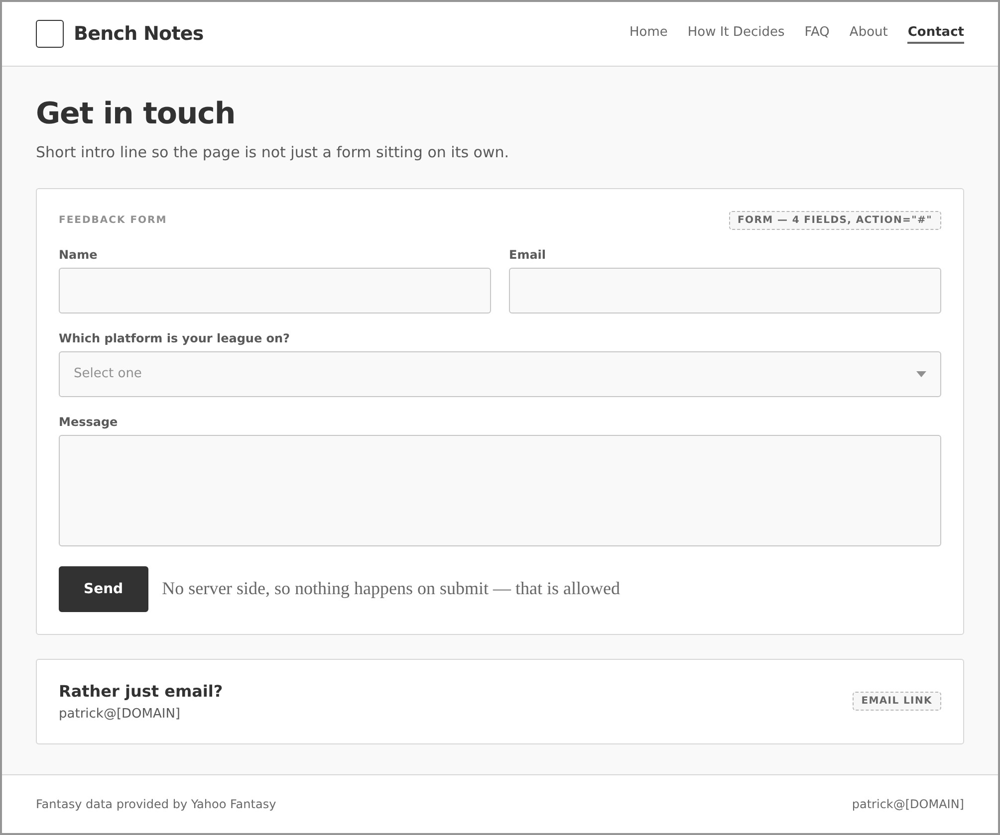 Bench Notes
Home How It Decides FAQ About Contact
Get in touch
Short intro line so the page is not just a form sitting on its own.
FEEDBACK FORM
FORM — 4 FIELDS, ACTION="#"
Name
Email
Which platform is your league on?
Select one
Message
Send
No server side, so nothing happens on submit — that is allowed
Rather just email?
patrick@[DOMAIN]
EMAIL LINK
Fantasy data provided by Yahoo Fantasy
patrick@[DOMAIN]